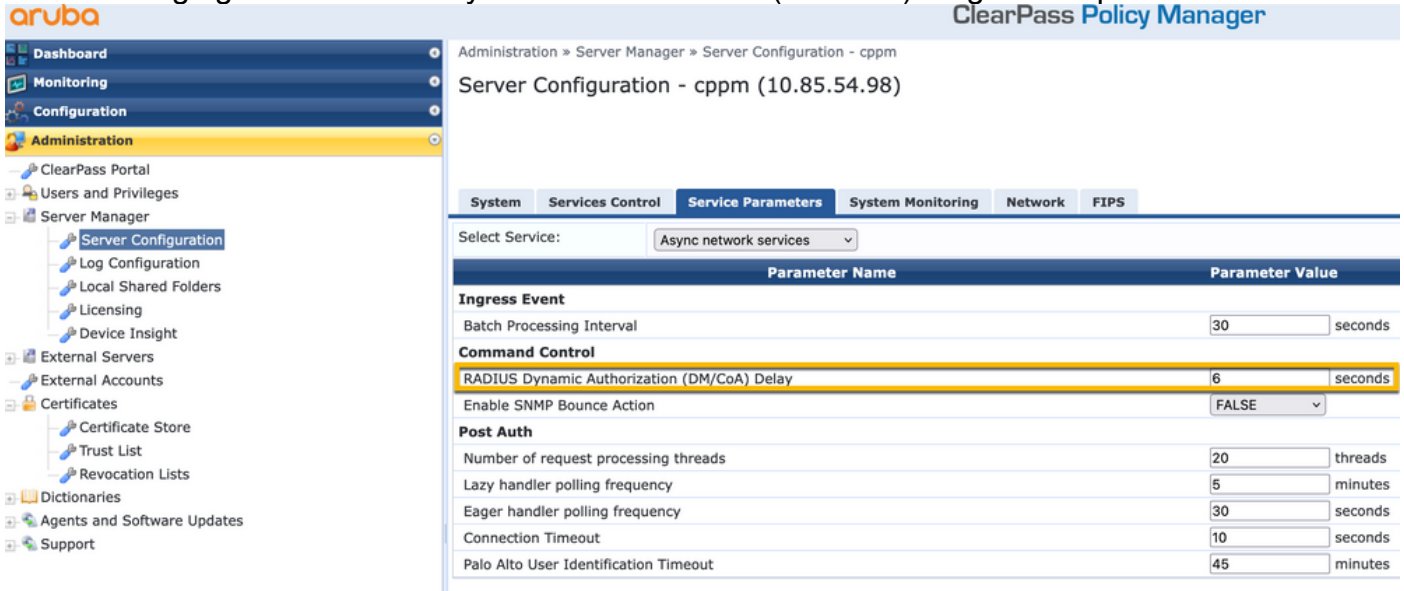 aruba
ClearPass Policy Manager
Dashboard
Monitoring
Configuration
Administration
ClearPass Portal
Users and Privileges
Server Manager
Server Configuration
Log Configuration
Local Shared Folders
Licensing
Device Insight
External Servers
External Accounts
Certificates
Certificate Store
Trust List
Revocation Lists
Dictionaries
Agents and Software Updates
Support
Administration » Server Manager » Server Configuration - cppm
Server Configuration - cppm (10.85.54.98)
System Services Control Service Parameters System Monitoring Network FIPS
Select Service: Async network services
Parameter Name Parameter Value
Ingress Event
Batch Processing Interval 30 seconds
Command Control
RADIUS Dynamic Authorization (DM/CoA) Delay 6 seconds
Enable SNMP Bounce Action FALSE
Post Auth
Number of request processing threads 20 threads
Lazy handler polling frequency 5 minutes
Eager handler polling frequency 30 seconds
Connection Timeout 10 seconds
Palo Alto User Identification Timeout 45 minutes